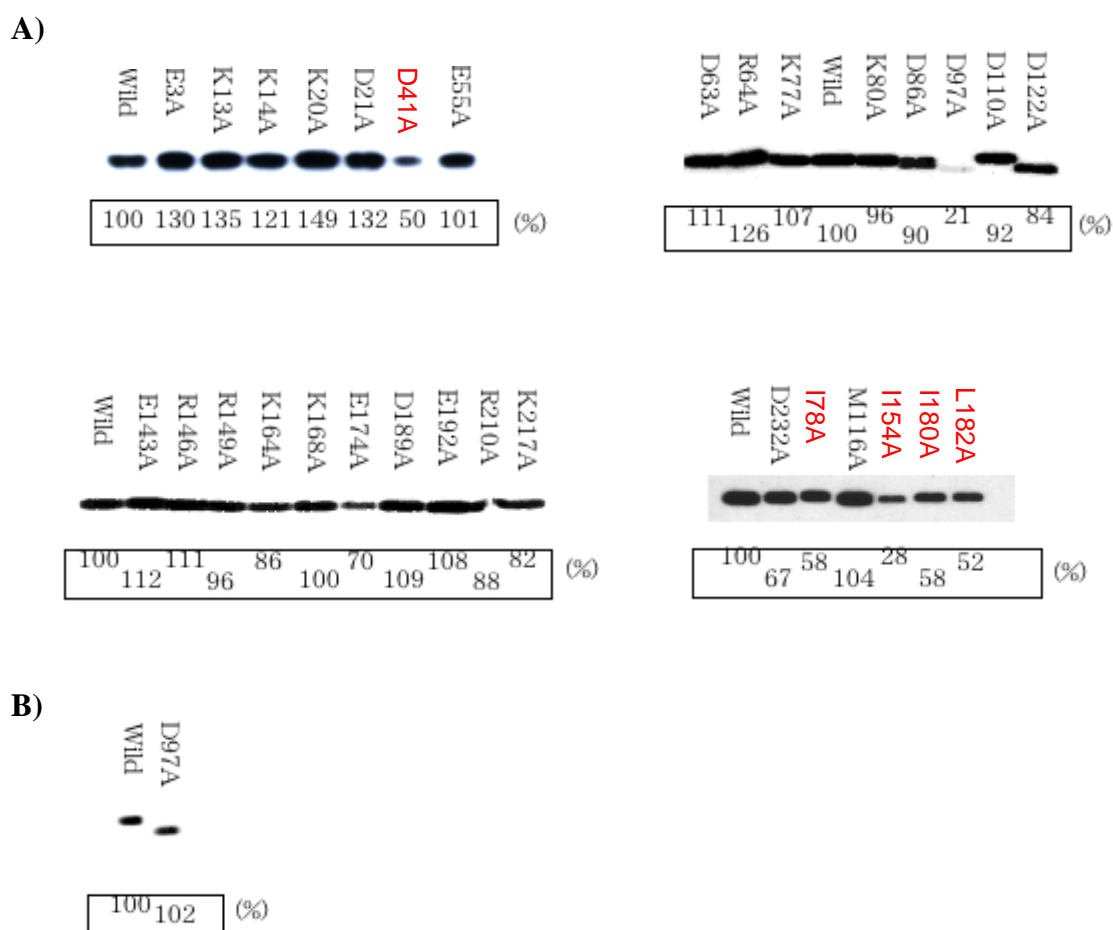 A)
Wild E3A K13A K14A K20A D21A D41A E55A
100 130 135 121 149 132 50 101 (%)
D63A R64A K77A Wild K80A D86A D97A D110A D122A
111 126 107 100 96 90 21 92 84 (%)
Wild E143A R146A R149A K164A K168A E174A D189A E192A R210A K217A
100 112 111 96 86 100 70 109 108 88 82 (%)
Wild D232A I78A M116A I154A I180A L182A
100 67 58 104 28 58 52 (%)
B)
Wild D97A
100 102 (%)